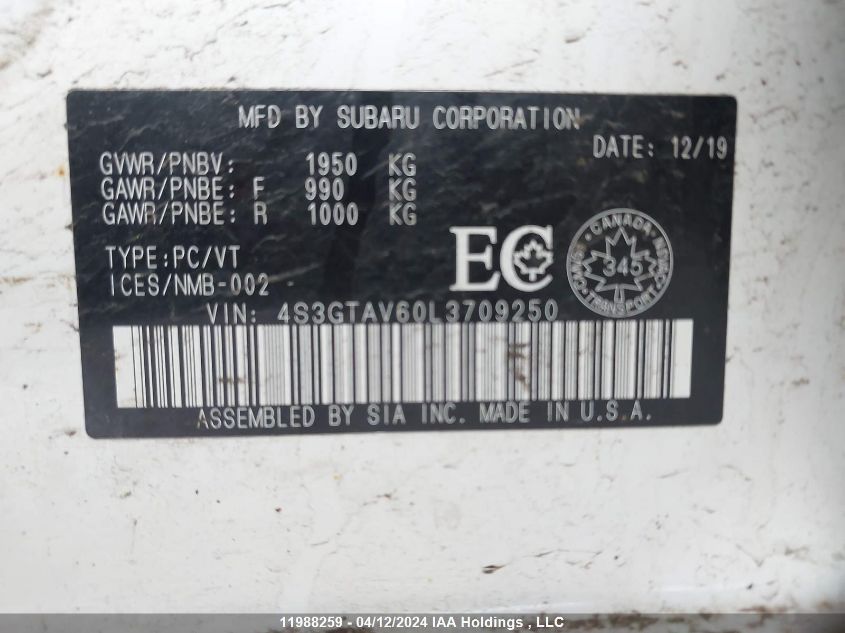 MFD BY SUBARU CORPORATION
DATE: 12/19
GVWR/PNBV: 1950 KG
GAWR/PNBE: F 990 KG
GAWR/PNBE: R 1000 KG
TYPE:PC/VT
ICES/NMB-002
EC
CANADA
345
TRANSPORT
VIN: 4S3GTAV60L3709250
ASSEMBLED BY SIA INC. MADE IN U.S.A.
11988259 - 04/12/2024 IAA Holdings , LLC